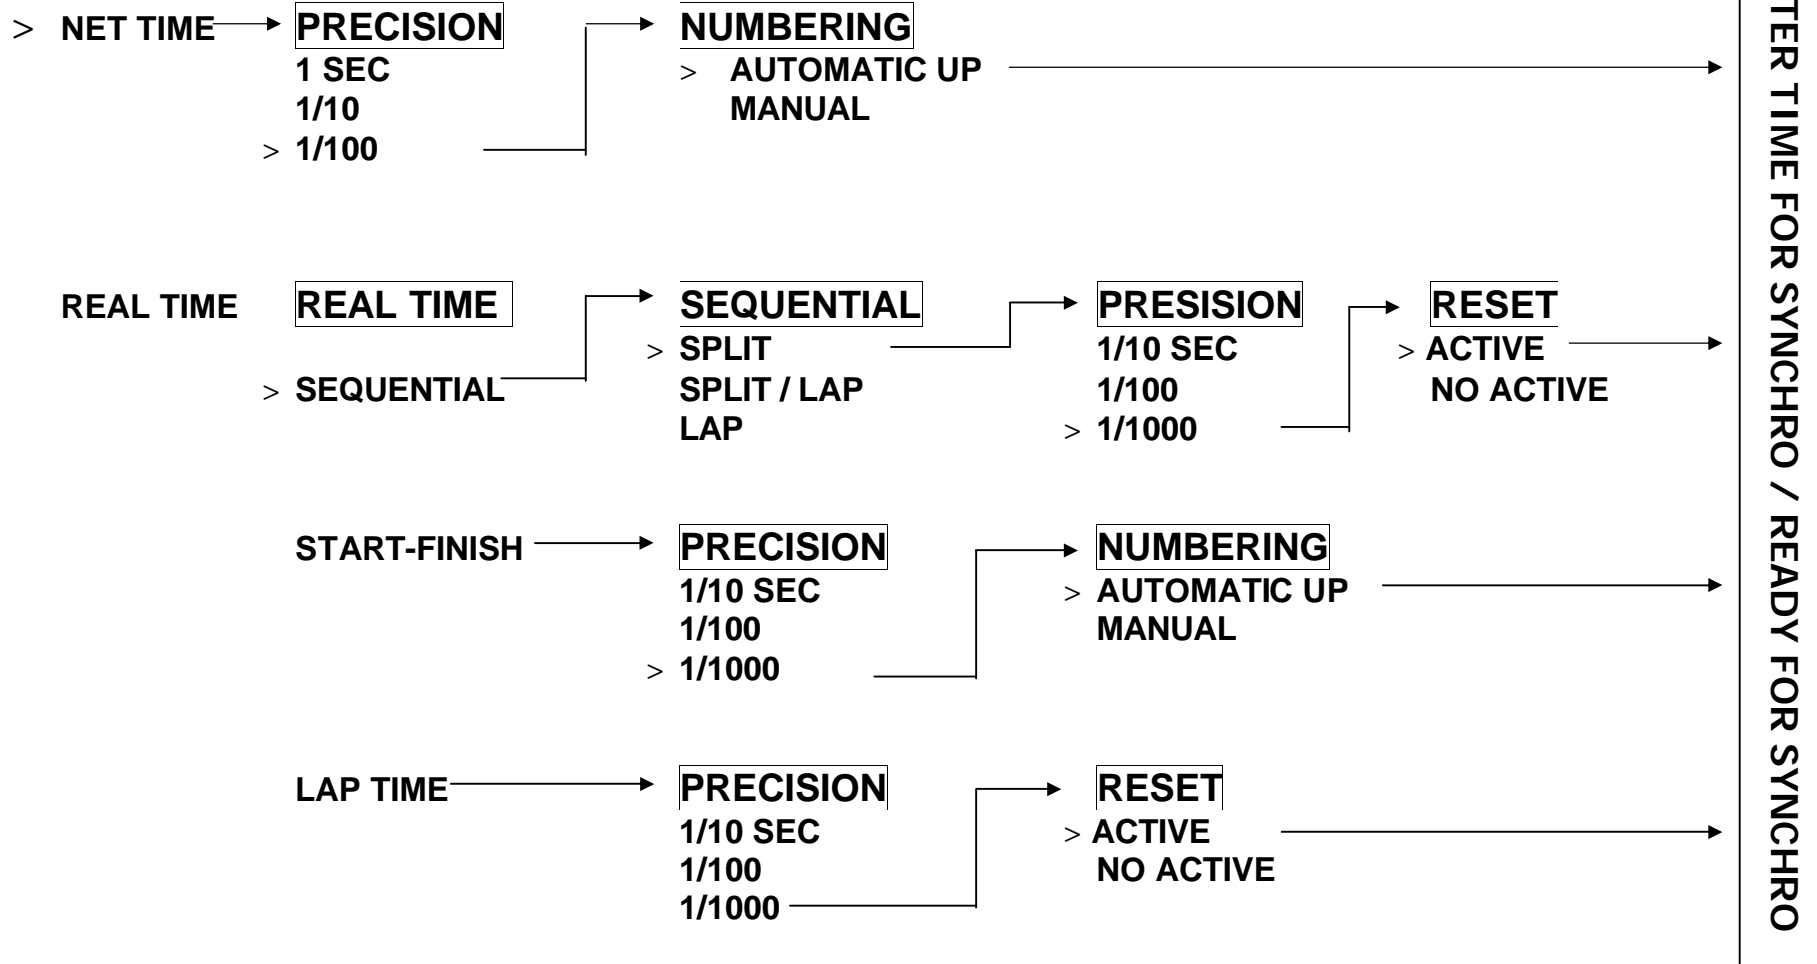 > NET TIME PRECISION NUMBERING
1 SEC > AUTOMATIC UP
1/10 MANUAL
> 1/100
REAL TIME REAL TIME SEQUENTIAL PRESISION RESET
> SPLIT 1/10 SEC > ACTIVE
> SEQUENTIAL SPLIT / LAP 1/100 NO ACTIVE
LAP > 1/1000
START-FINISH PRECISION NUMBERING
1/10 SEC > AUTOMATIC UP
1/100 MANUAL
> 1/1000
LAP TIME PRECISION RESET
1/10 SEC > ACTIVE
1/100 NO ACTIVE
1/1000
TIME FOR SYNCHRO / READY FOR SYNCHRO